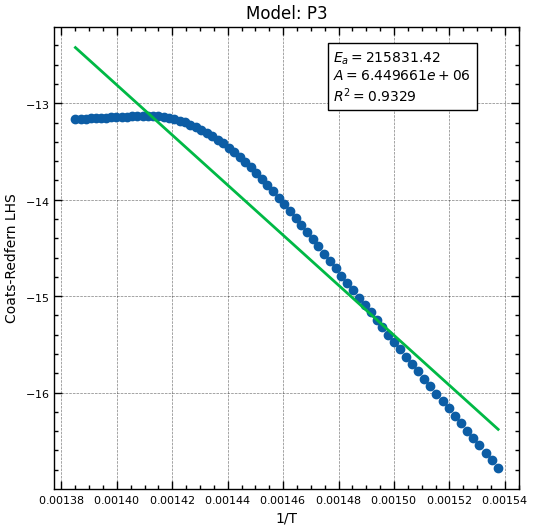 Model: P3
E_a = 215831.42
A = 6.449661e + 06
R^2 = 0.9329
Coats-Redfern LHS
−13
−14
−15
−16
0.00138 0.00140 0.00142 0.00144 0.00146 0.00148 0.00150 0.00152 0.00154
1/T